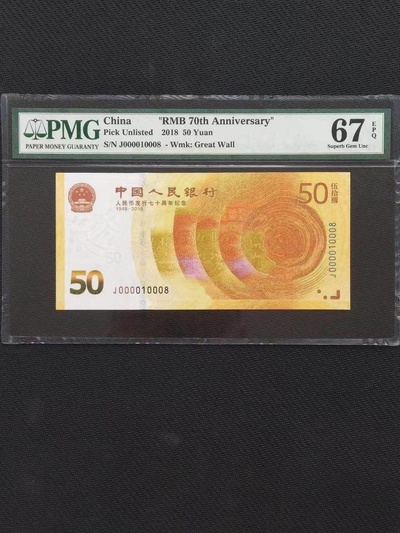 PMG
PAPER MONEY GUARANTY
China "RMB 70th Anniversary"
Pick Unlisted 2018 50 Yuan
S/N J000010008 - Wmk: Great Wall
67 EPQ
Superb Gem Unc
中国人民银行
人民币发行七十周年纪念
1948-2018
50
伍拾圆
J000010008
50
J000010008